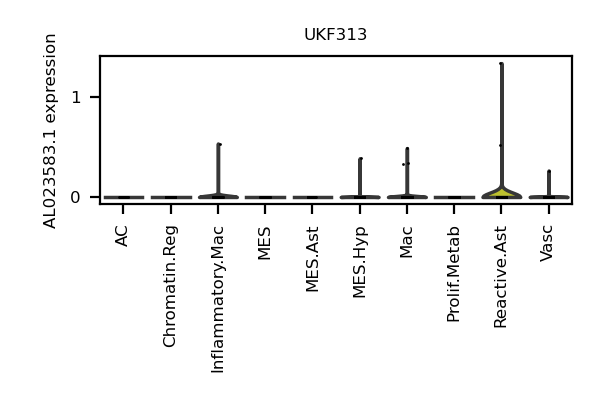 UKF313
AL023583.1 expression
1
0
AC
Chromatin.Reg
Inflammatory.Mac
MES
MES.Ast
MES.Hyp
Mac
Prolif.Metab
Reactive.Ast
Vasc